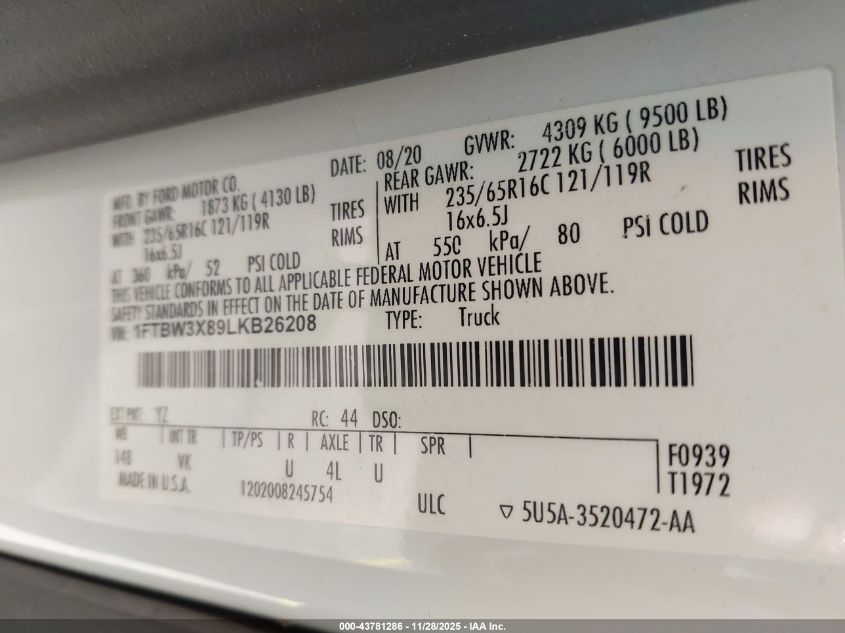 MFD. BY FORD MOTOR CO.
DATE: 08/20 GVWR: 4309 KG ( 9500 LB)
FRONT GAWR: 1873 KG ( 4130 LB)
WITH 235/65R16C 121/119R TIRES
16x6.5J RIMS
AT 360 kPa/ 52 PSI COLD
REAR GAWR: 2722 KG ( 6000 LB)
WITH 235/65R16C 121/119R TIRES
16x6.5J RIMS
AT 550 kPa/ 80 PSI COLD
THIS VEHICLE CONFORMS TO ALL APPLICABLE FEDERAL MOTOR VEHICLE
SAFETY STANDARDS IN EFFECT ON THE DATE OF MANUFACTURE SHOWN ABOVE.
VIN: 1FTBW3X89LKB26208 TYPE: Truck
EXT PNT: YZ RC: 44 DSO:
WB INT TR TP/PS R AXLE TR SPR
148 VK U 4L U
F0939
T1972
MADE IN U.S.A. 1202008245754 ULC
▽ 5U5A-3520472-AA
000-43781286 - 11/28/2025 - IAA Inc.